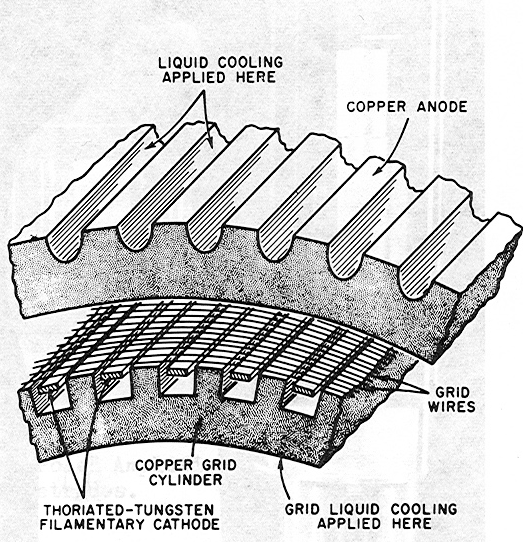 LIQUID COOLING
APPLIED HERE
COPPER ANODE
GRID
WIRES
COPPER GRID
CYLINDER
THORIATED-TUNGSTEN
FILAMENTARY CATHODE
GRID LIQUID COOLING
APPLIED HERE